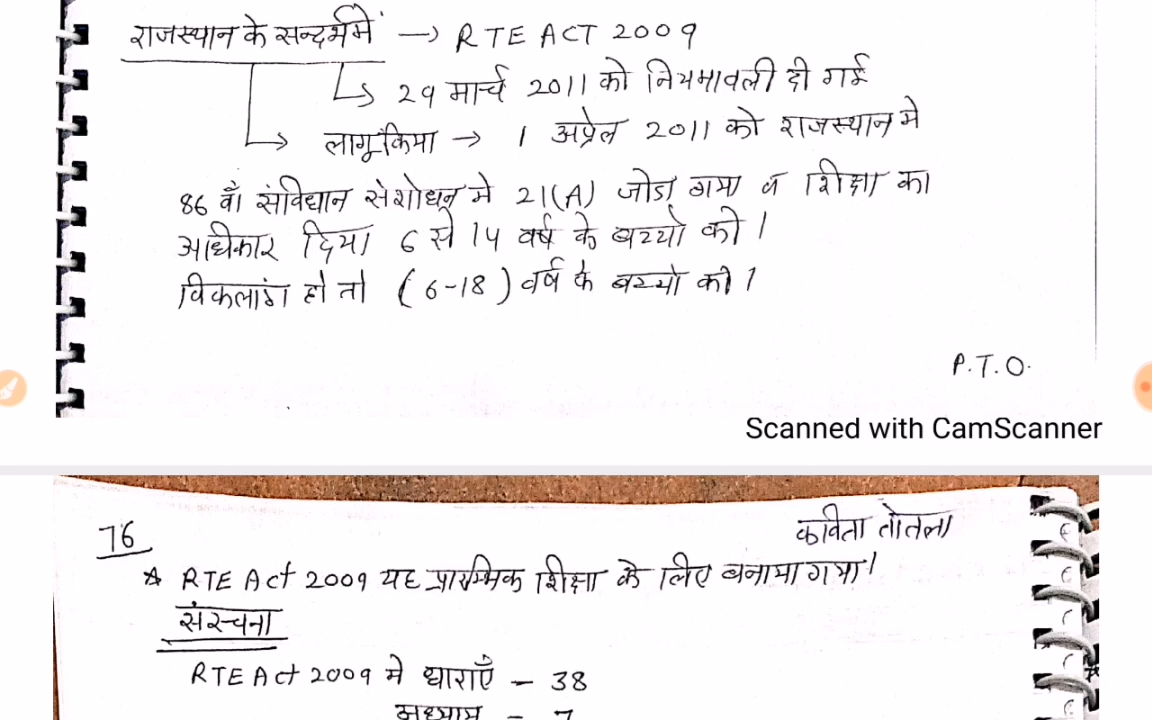 राजस्थान के सन्दर्भ में → RTE ACT 2009
↳ 29 मार्च 2011 को नियमावली दी गई
→ लागू किया → 1 अप्रेल 2011 को राजस्थान में
86 वाँ संविधान संशोधन मे 21(A) जोड़ा गया व शिक्षा का
अधिकार दिया 6 से 14 वर्ष के बच्चो को।
विकलांग हो तो (6-18) वर्ष के बच्चो को।
P.T.O.
Scanned with CamScanner
76
कविता तोतला
☆ RTE Act 2009 यह प्रारम्भिक शिक्षा के लिए बनाया गया।
संरचना
RTE Act 2009 मे धाराएँ – 38
अध्याय – 7